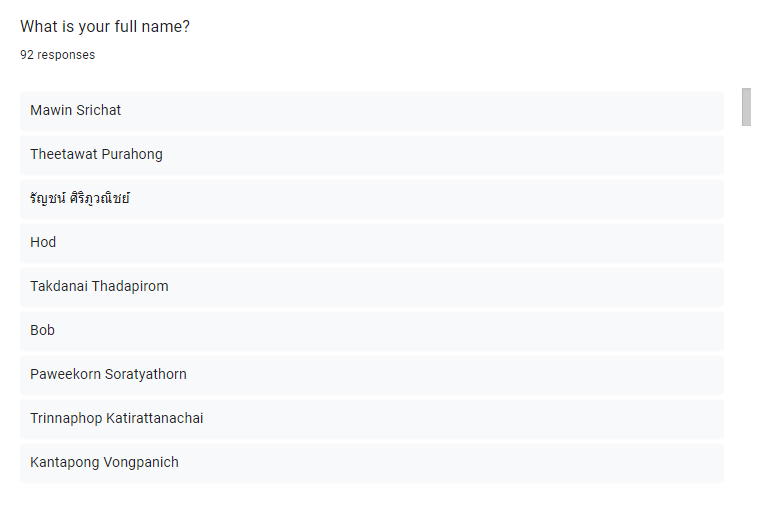 What is your full name?
92 responses
Mawin Srichat
Theetawat Purahong
รัญชน์ ศิริภูวณิชย์
Hod
Takdanai Thadapirom
Bob
Paweekorn Soratyathorn
Trinnaphop Katirattanachai
Kantapong Vongpanich